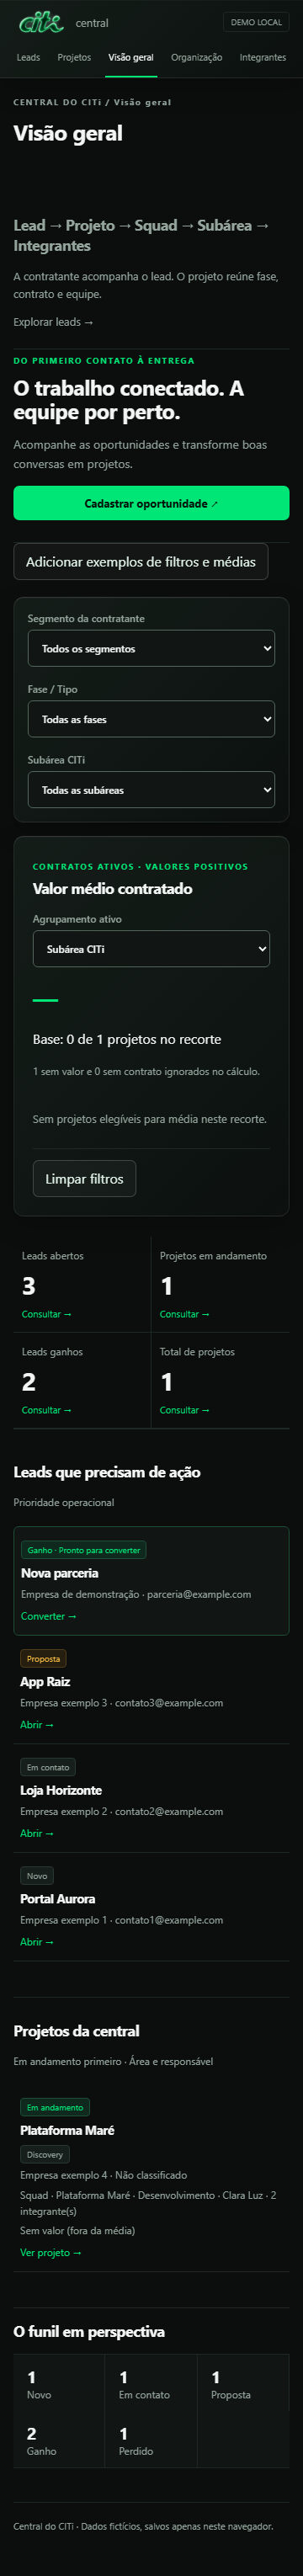 citi central
DEMO LOCAL
Leads Projetos Visão geral Organização Integrantes
CENTRAL DO CITi / Visão geral
Visão geral
Lead → Projeto → Squad → Subárea →
Integrantes
A contratante acompanha o lead. O projeto reúne fase,
contrato e equipe.
Explorar leads →
DO PRIMEIRO CONTATO À ENTREGA
O trabalho conectado. A
equipe por perto.
Acompanhe as oportunidades e transforme boas
conversas em projetos.
Cadastrar oportunidade ↗
Adicionar exemplos de filtros e médias
Segmento da contratante
Todos os segmentos
Fase / Tipo
Todas as fases
Subárea CITi
Todas as subáreas
CONTRATOS ATIVOS · VALORES POSITIVOS
Valor médio contratado
Agrupamento ativo
Subárea CITi
—
Base: 0 de 1 projetos no recorte
1 sem valor e 0 sem contrato ignorados no cálculo.
Sem projetos elegíveis para média neste recorte.
Limpar filtros
Leads abertos
3
Consultar →
Projetos em andamento
1
Consultar →
Leads ganhos
2
Consultar →
Total de projetos
1
Consultar →
Leads que precisam de ação
Prioridade operacional
Ganho · Pronto para converter
Nova parceria
Empresa de demonstração · parceria@example.com
Converter →
Proposta
App Raiz
Empresa exemplo 3 · contato3@example.com
Abrir →
Em contato
Loja Horizonte
Empresa exemplo 2 · contato2@example.com
Abrir →
Novo
Portal Aurora
Empresa exemplo 1 · contato1@example.com
Abrir →
Projetos da central
Em andamento primeiro · Área e responsável
Em andamento
Plataforma Maré
Discovery
Empresa exemplo 4 · Não classificado
Squad · Plataforma Maré · Desenvolvimento · Clara Luz · 2
integrante(s)
Sem valor (fora da média)
Ver projeto →
O funil em perspectiva
1
Novo
1
Em contato
1
Proposta
2
Ganho
1
Perdido
Central do CITi · Dados fictícios, salvos apenas neste navegador.